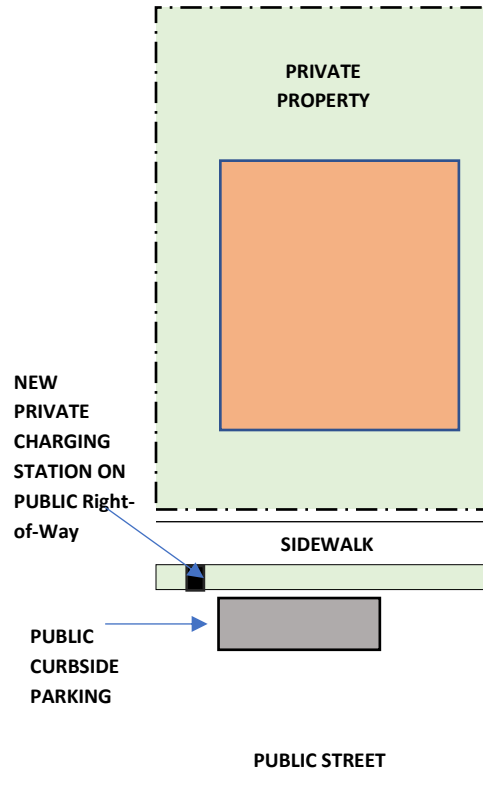 PRIVATE
PROPERTY
NEW
PRIVATE
CHARGING
STATION ON
PUBLIC Right-
of-Way
SIDEWALK
PUBLIC
CURBSIDE
PARKING
PUBLIC STREET